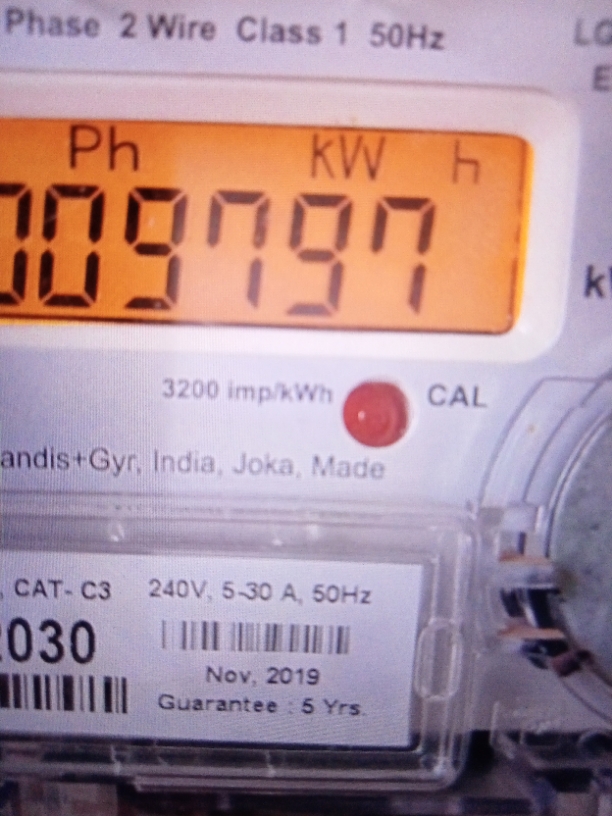 Phase 2 Wire Class 1 50Hz
LG
E
Ph kW h
009797
3200 imp/kWh CAL
andis+Gyr, India, Joka, Made
, CAT- C3 240V, 5-30 A, 50Hz
2030
Nov, 2019
Guarantee : 5 Yrs.